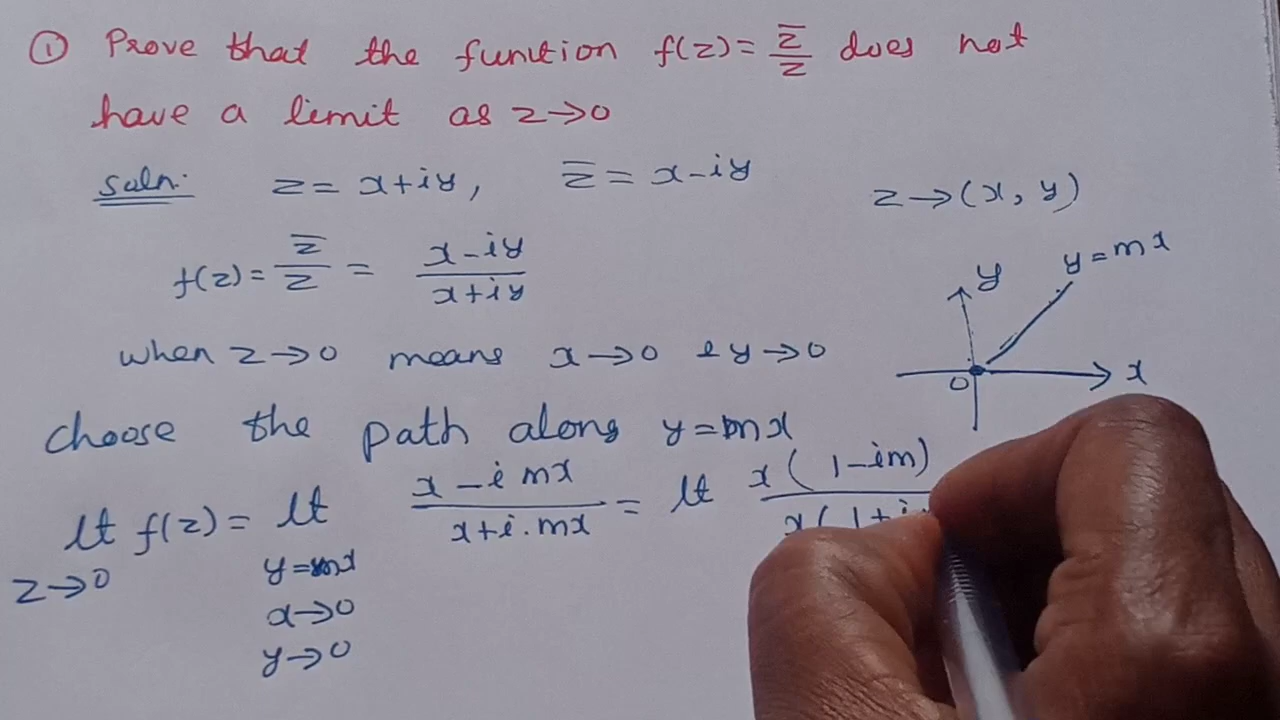 ① Prove that the function f(z) = z̅/z does not
have a limit as z→0
Soln: z = x+iy, z̅ = x-iy
z→(x, y)
f(z) = z̅/z = (x-iy)/(x+iy)
y
y=mx
x
0
when z→0 means x→0 & y→0
choose the path along y=mx
lt f(z) = lt (x-i mx)/(x+i.mx) = lt x(1-im)/x(1+i
z→0 y=mx
x→0
y→0